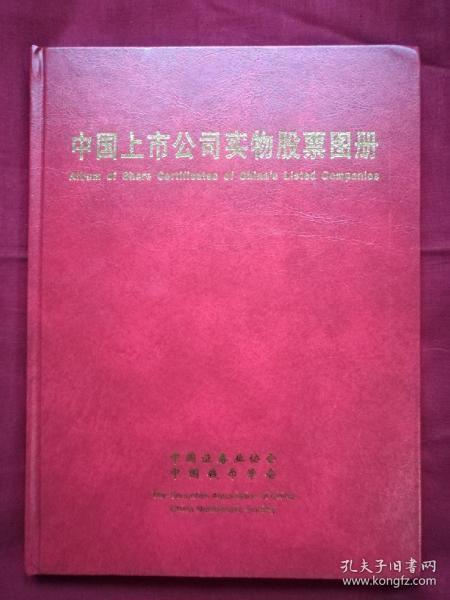 中国上市公司实物股票图册
Album of Share Certificates of China's Listed Companies
中国证券业协会
中国钱币学会
The Securities Association of China
China Numismatic Society
孔夫子旧书网
www.kongfz.com